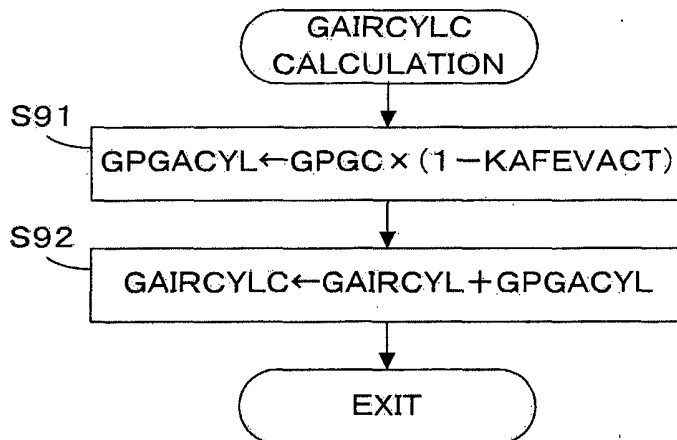 GAIRCYLC
CALCULATION
S91
GPGACYL←GPGC×(1−KAFEVACT)
S92
GAIRCYLC←GAIRCYL+GPGACYL
EXIT